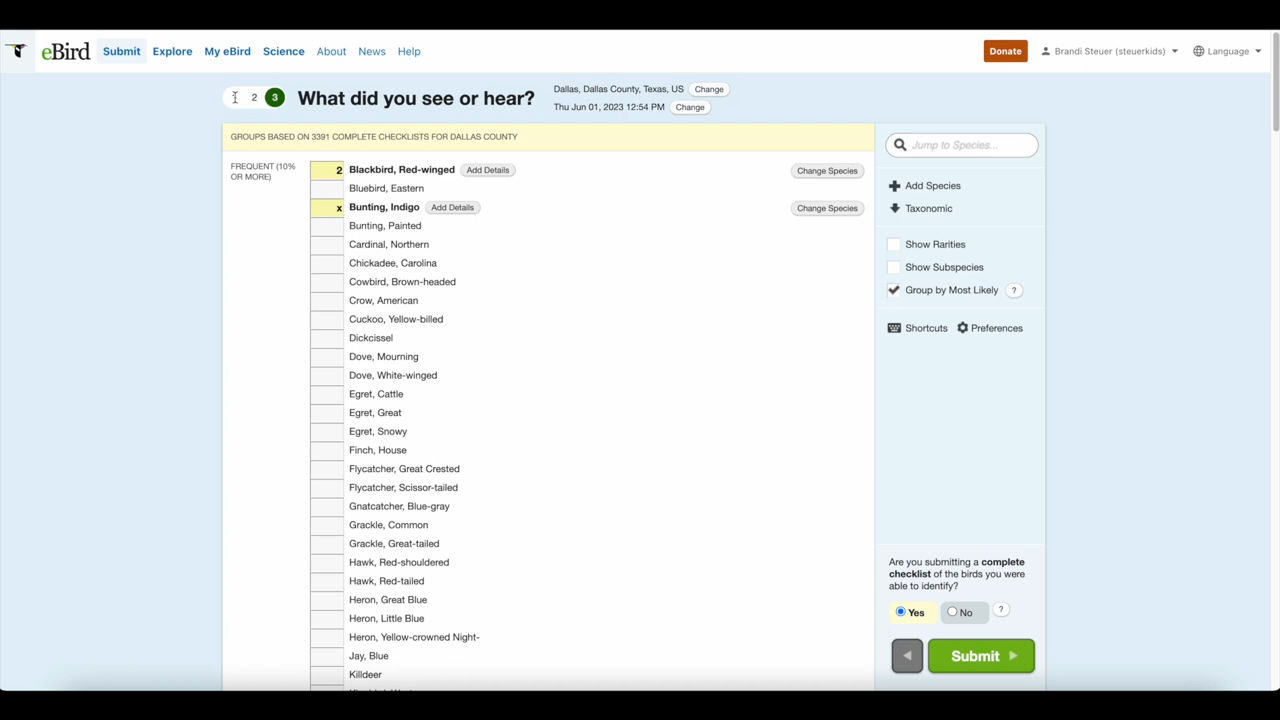 eBird Submit Explore My eBird Science About News Help Donate Brandi Steuer (steuerkids) Language
2 3 What did you see or hear? Dallas, Dallas County, Texas, US Change
Thu Jun 01, 2023 12:54 PM Change
GROUPS BASED ON 3391 COMPLETE CHECKLISTS FOR DALLAS COUNTY
Jump to Species...
FREQUENT (10%
OR MORE)
2 Blackbird, Red-winged Add Details Change Species
Bluebird, Eastern
x Bunting, Indigo Add Details Change Species
Bunting, Painted
Cardinal, Northern
Chickadee, Carolina
Cowbird, Brown-headed
Crow, American
Cuckoo, Yellow-billed
Dickcissel
Dove, Mourning
Dove, White-winged
Egret, Cattle
Egret, Great
Egret, Snowy
Finch, House
Flycatcher, Great Crested
Flycatcher, Scissor-tailed
Gnatcatcher, Blue-gray
Grackle, Common
Grackle, Great-tailed
Hawk, Red-shouldered
Hawk, Red-tailed
Heron, Great Blue
Heron, Little Blue
Heron, Yellow-crowned Night-
Jay, Blue
Killdeer
Add Species
Taxonomic
Show Rarities
Show Subspecies
Group by Most Likely ?
Shortcuts Preferences
Are you submitting a complete
checklist of the birds you were
able to identify?
Yes No ?
Submit